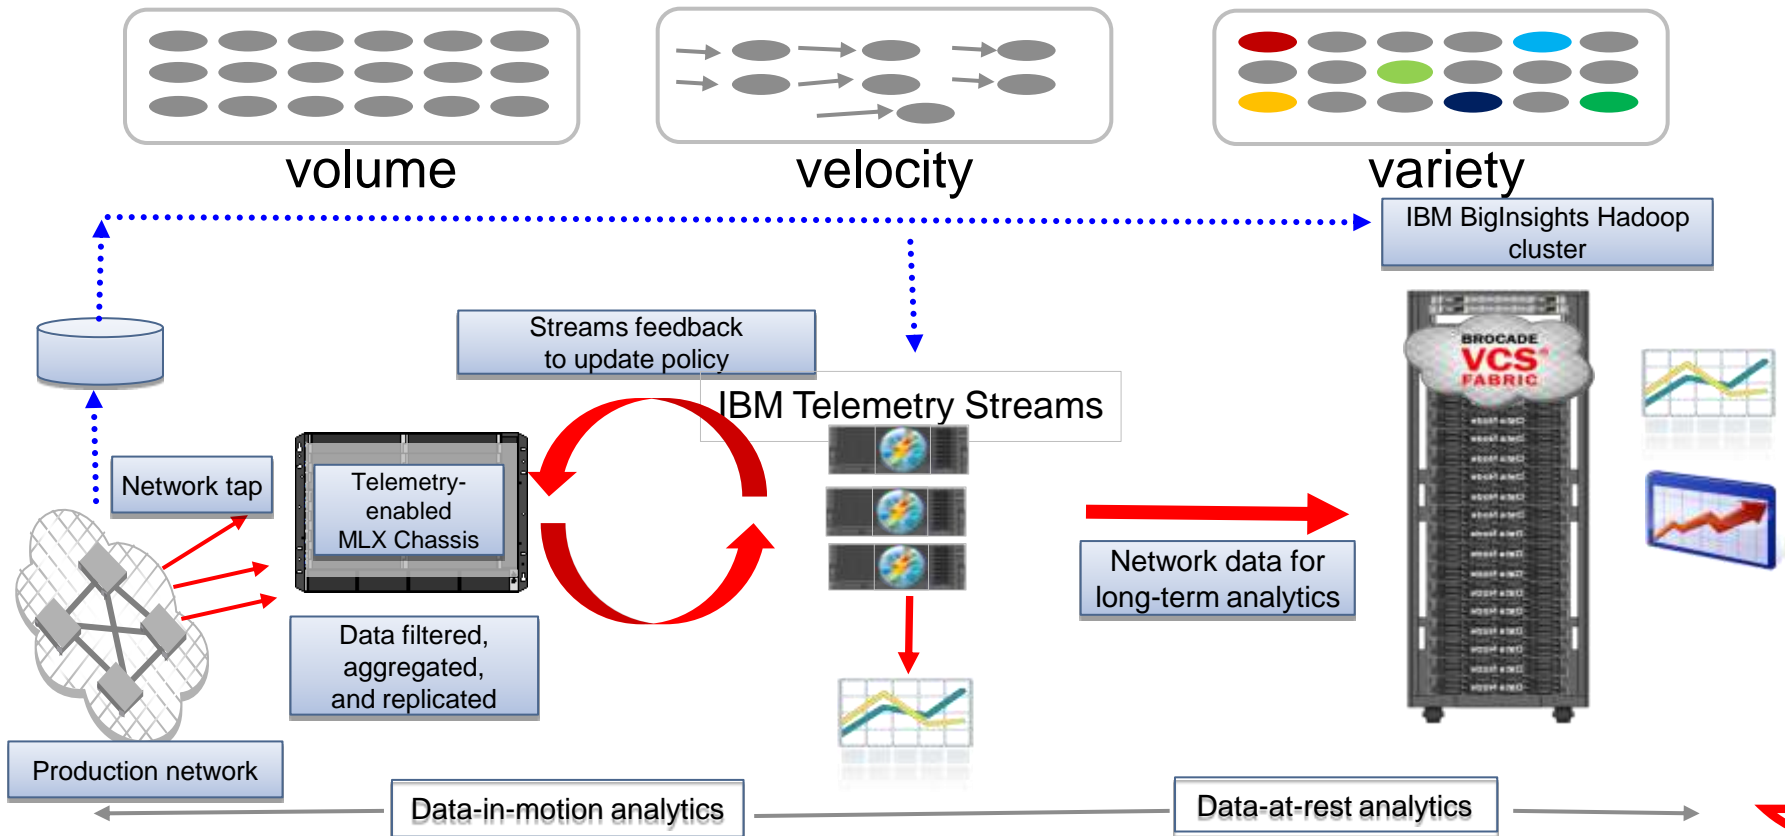 volume
velocity
variety
IBM BigInsights Hadoop
cluster
Streams feedback
to update policy
IBM Telemetry Streams
BROCADE
VCS®
FABRIC
Network tap
Telemetry-
enabled
MLX Chassis
Network data for
long-term analytics
Data filtered,
aggregated,
and replicated
Production network
Data-in-motion analytics
Data-at-rest analytics